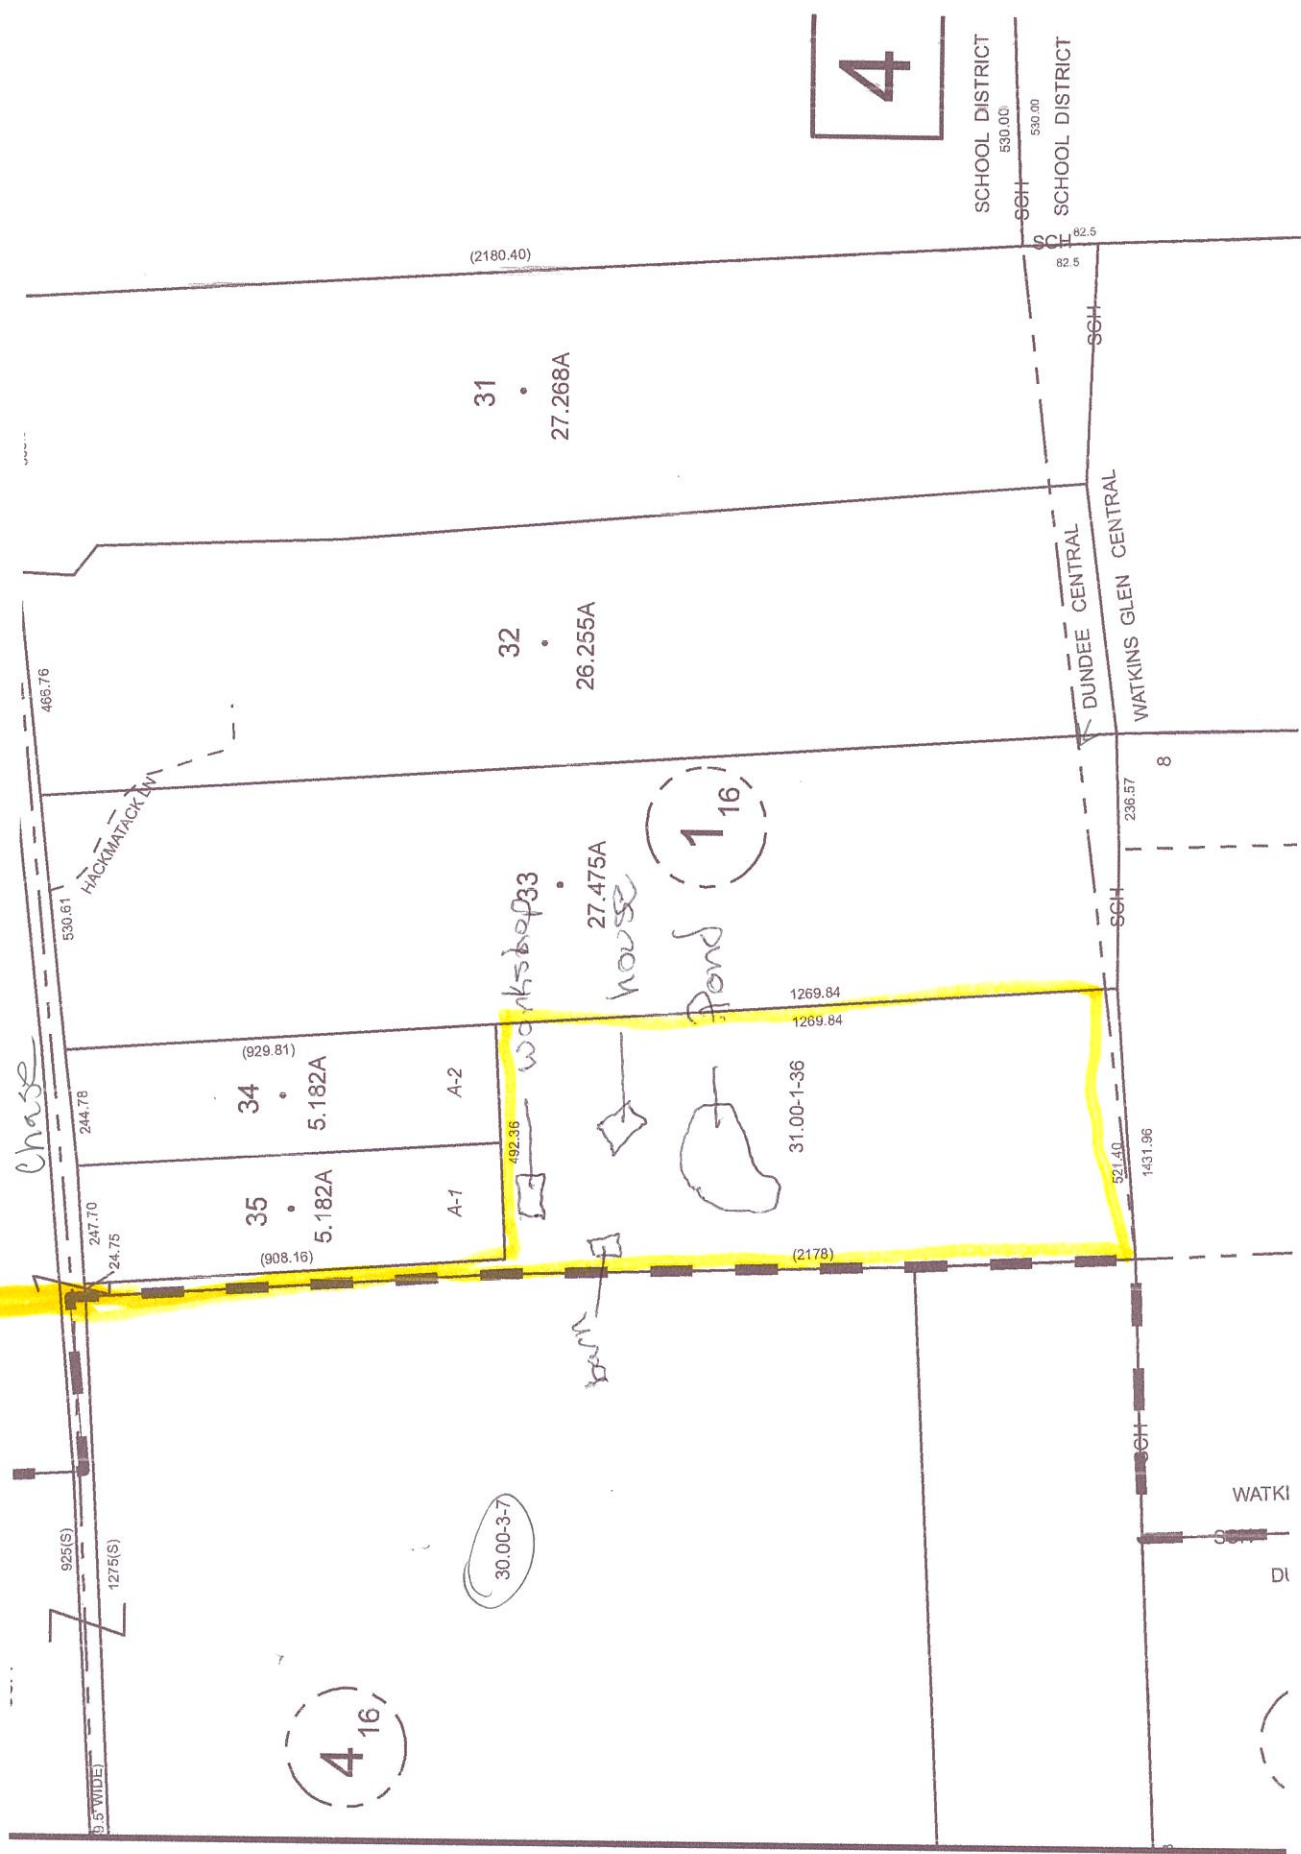 4
SCHOOL DISTRICT
530.00
SCH
530.00
SCHOOL DISTRICT
SCH
82.5
82.5
(2180.40)
31
27.268A
SCH
466.76
32
26.255A
DUNDEE CENTRAL
WATKINS GLEN CENTRAL
HACKMATACK LN
530.61
33
27.475A
1 16
236.57
8
SCH
Chase
workshop
house
Pond
1269.84
1269.84
244.78
(929.81)
34
5.182A
A-2
492.36
31.00-1-36
521.40
1431.96
247.70
24.75
35
5.182A
A-1
(908.16)
(2178)
barn
925(S)
1275(S)
30.00-3-7
SCH
WATKI
SCH
DU
4 16
9.5' WIDE)